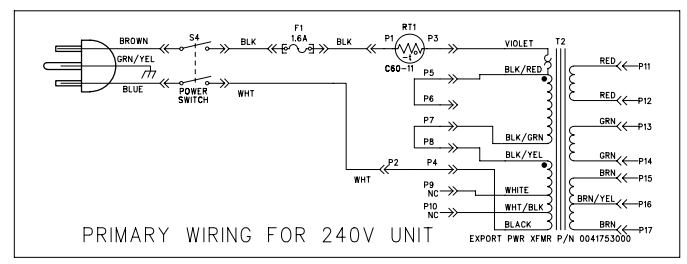 BROWN
S4
BLK
F1
1.6A
BLK
P1
RT1
P3
C60-11
VIOLET
T2
GRN/YEL
BLUE
POWER
SWITCH
WHT
P5
BLK/RED
P6
P7
BLK/GRN
P8
BLK/YEL
WHT
P2
P4
P9
NC
WHITE
P10
NC
WHT/BLK
BLACK
RED
P11
RED
P12
GRN
P13
GRN
P14
BRN
P15
BRN/YEL
P16
BRN
P17
PRIMARY WIRING FOR 240V UNIT
EXPORT PWR XFMR P/N 0041753000